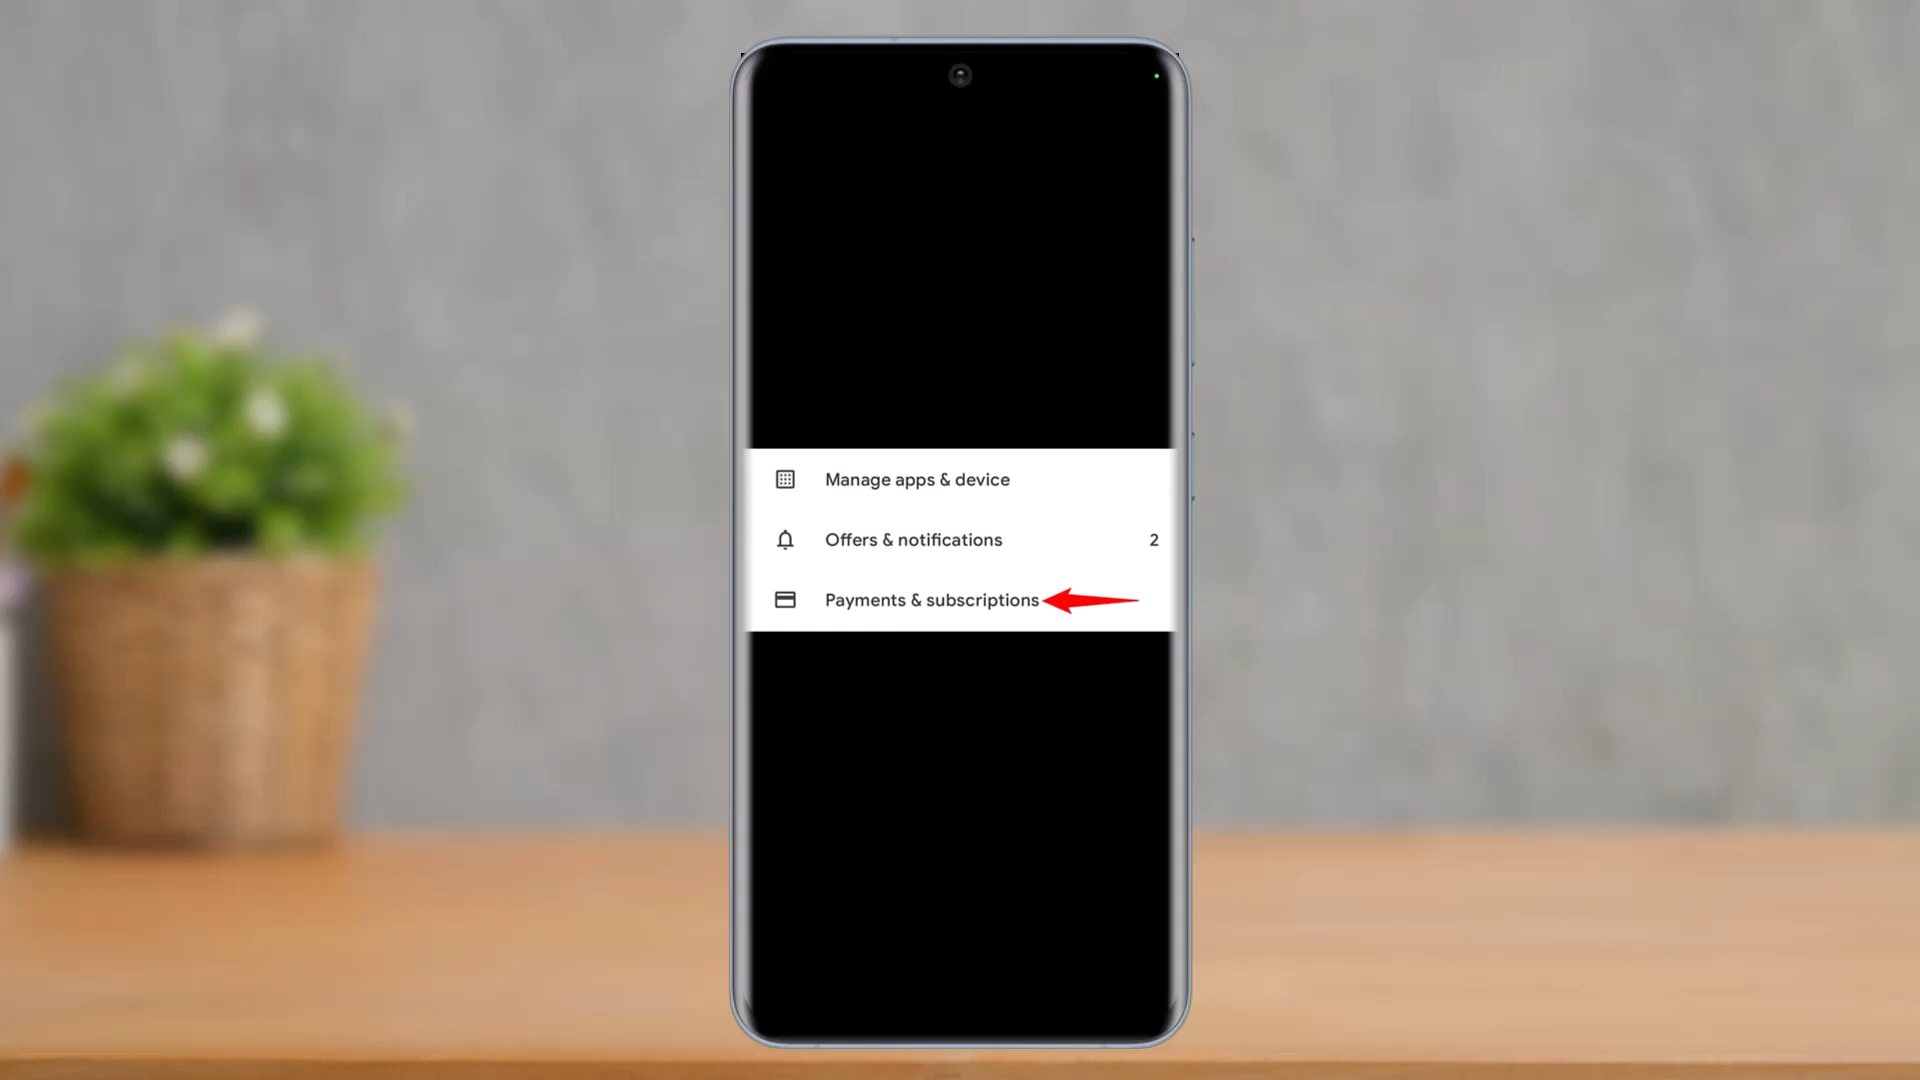 Manage apps & device
Offers & notifications 2
Payments & subscriptions